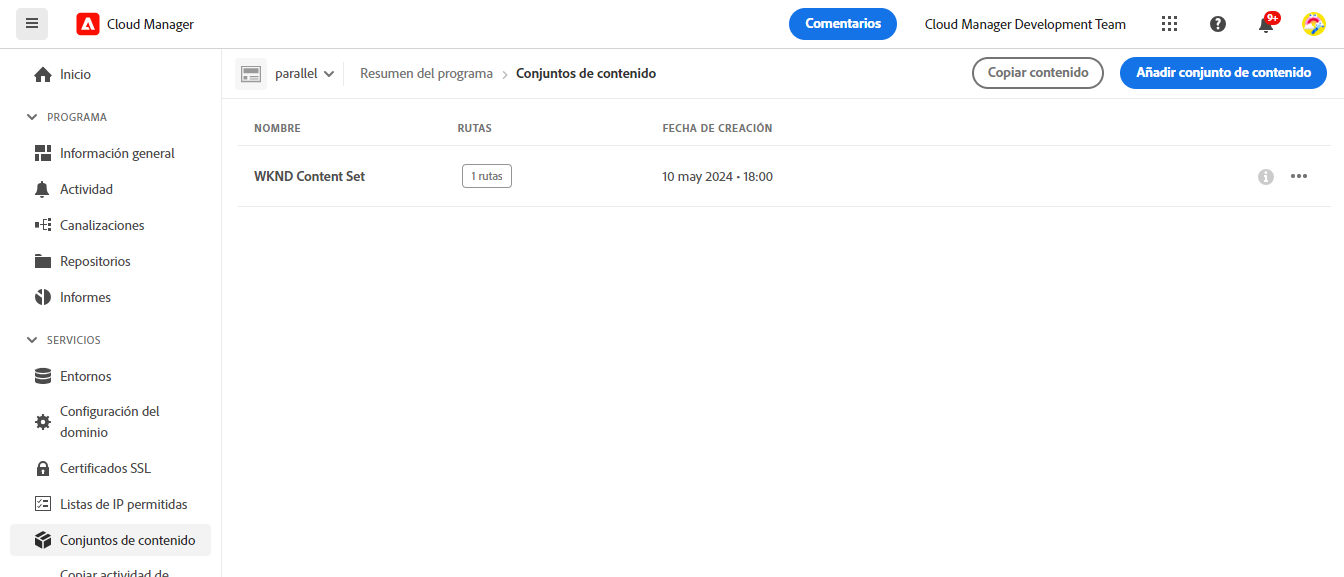 Cloud Manager
Comentarios
Cloud Manager Development Team
9+
Inicio
PROGRAMA
Información general
Actividad
Canalizaciones
Repositorios
Informes
SERVICIOS
Entornos
Configuración del
dominio
Certificados SSL
Listas de IP permitidas
Conjuntos de contenido
Copiar actividad de
parallel
Resumen del programa › Conjuntos de contenido
Copiar contenido
Añadir conjunto de contenido
NOMBRE RUTAS FECHA DE CREACIÓN
WKND Content Set 1 rutas 10 may 2024 • 18:00